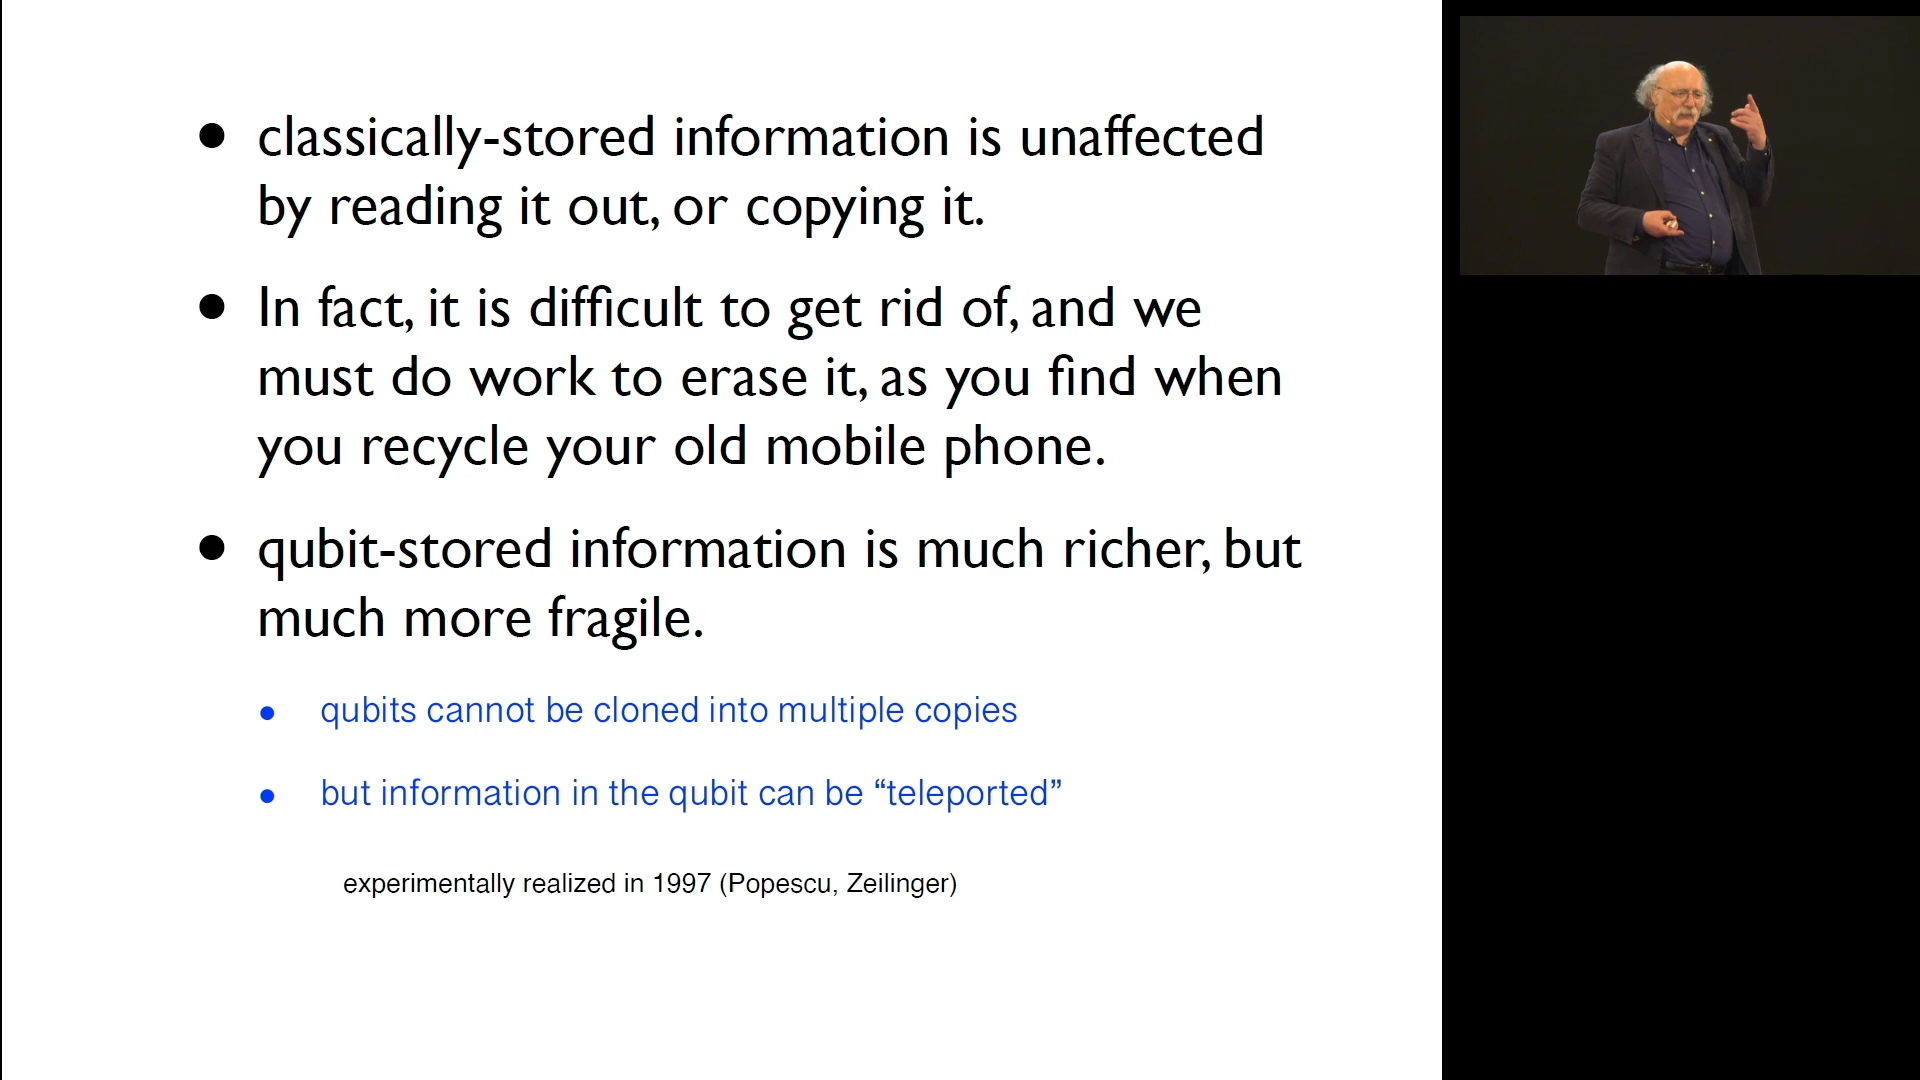 classically-stored information is unaffected
by reading it out, or copying it.
In fact, it is difficult to get rid of, and we
must do work to erase it, as you find when
you recycle your old mobile phone.
qubit-stored information is much richer, but
much more fragile.
qubits cannot be cloned into multiple copies
but information in the qubit can be “teleported”
experimentally realized in 1997 (Popescu, Zeilinger)